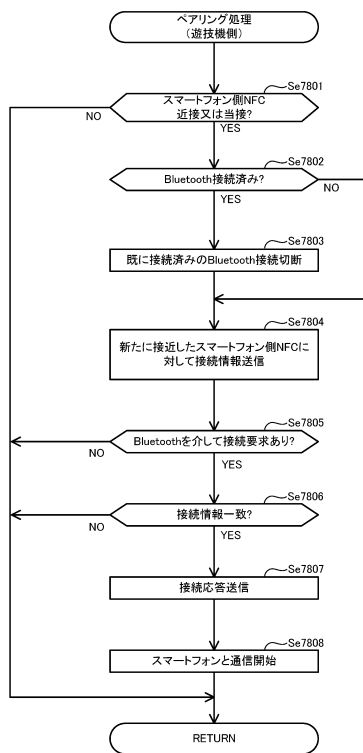 ペアリング処理
(遊技機側)
Se7801
スマートフォン側NFC
近接又は当接?
NO
YES
Se7802
Bluetooth接続済み?
NO
YES
Se7803
既に接続済みのBluetooth接続切断
Se7804
新たに接近したスマートフォン側NFCに
対して接続情報送信
Se7805
Bluetoothを介して接続要求あり?
NO
YES
Se7806
接続情報一致?
NO
YES
Se7807
接続応答送信
Se7808
スマートフォンと通信開始
RETURN